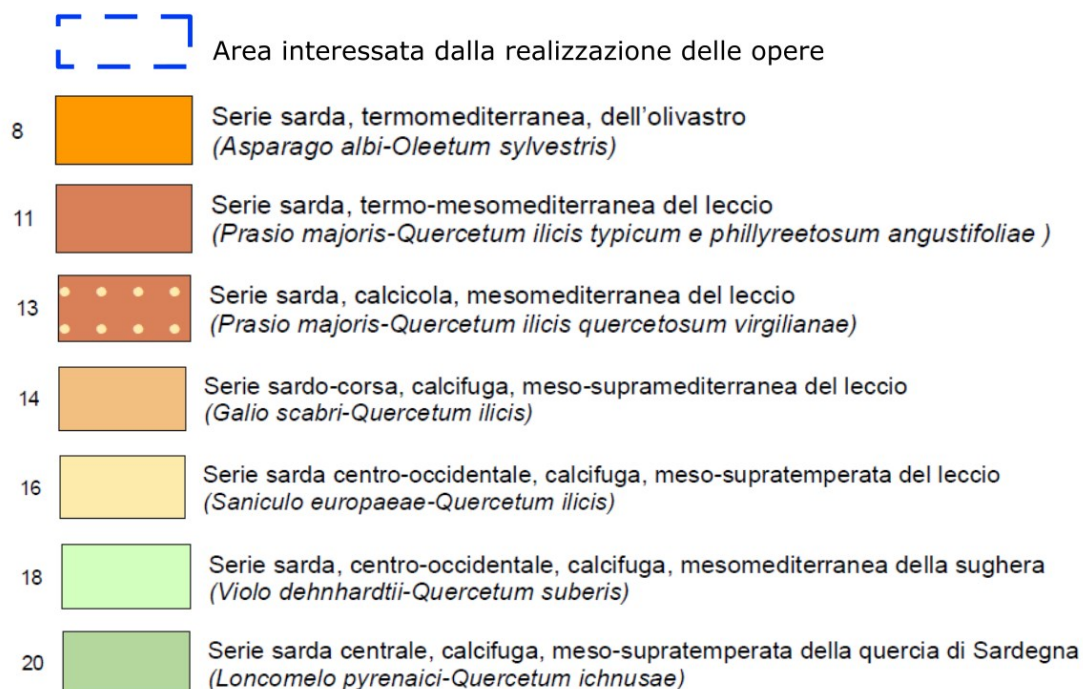 Area interessata dalla realizzazione delle opere
8
Serie sarda, termomediterranea, dell'olivastro
(Asparago albi-Oleetum sylvestris)
11
Serie sarda, termo-mesomediterranea del leccio
(Prasio majoris-Quercetum ilicis typicum e phillyreetosum angustifoliae )
13
Serie sarda, calcicola, mesomediterranea del leccio
(Prasio majoris-Quercetum ilicis quercetosum virgilianae)
14
Serie sardo-corsa, calcifuga, meso-supramediterranea del leccio
(Galio scabri-Quercetum ilicis)
16
Serie sarda centro-occidentale, calcifuga, meso-supratemperata del leccio
(Saniculo europaeae-Quercetum ilicis)
18
Serie sarda, centro-occidentale, calcifuga, mesomediterranea della sughera
(Violo dehnhardtii-Quercetum suberis)
20
Serie sarda centrale, calcifuga, meso-supratemperata della quercia di Sardegna
(Loncomelo pyrenaici-Quercetum ichnusae)